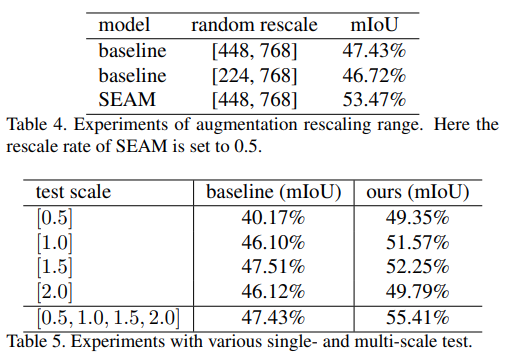 model random rescale mIoU
baseline [448, 768] 47.43%
baseline [224, 768] 46.72%
SEAM [448, 768] 53.47%
Table 4. Experiments of augmentation rescaling range. Here the
rescale rate of SEAM is set to 0.5.
test scale baseline (mIoU) ours (mIoU)
[0.5] 40.17% 49.35%
[1.0] 46.10% 51.57%
[1.5] 47.51% 52.25%
[2.0] 46.12% 49.79%
[0.5, 1.0, 1.5, 2.0] 47.43% 55.41%
Table 5. Experiments with various single- and multi-scale test.